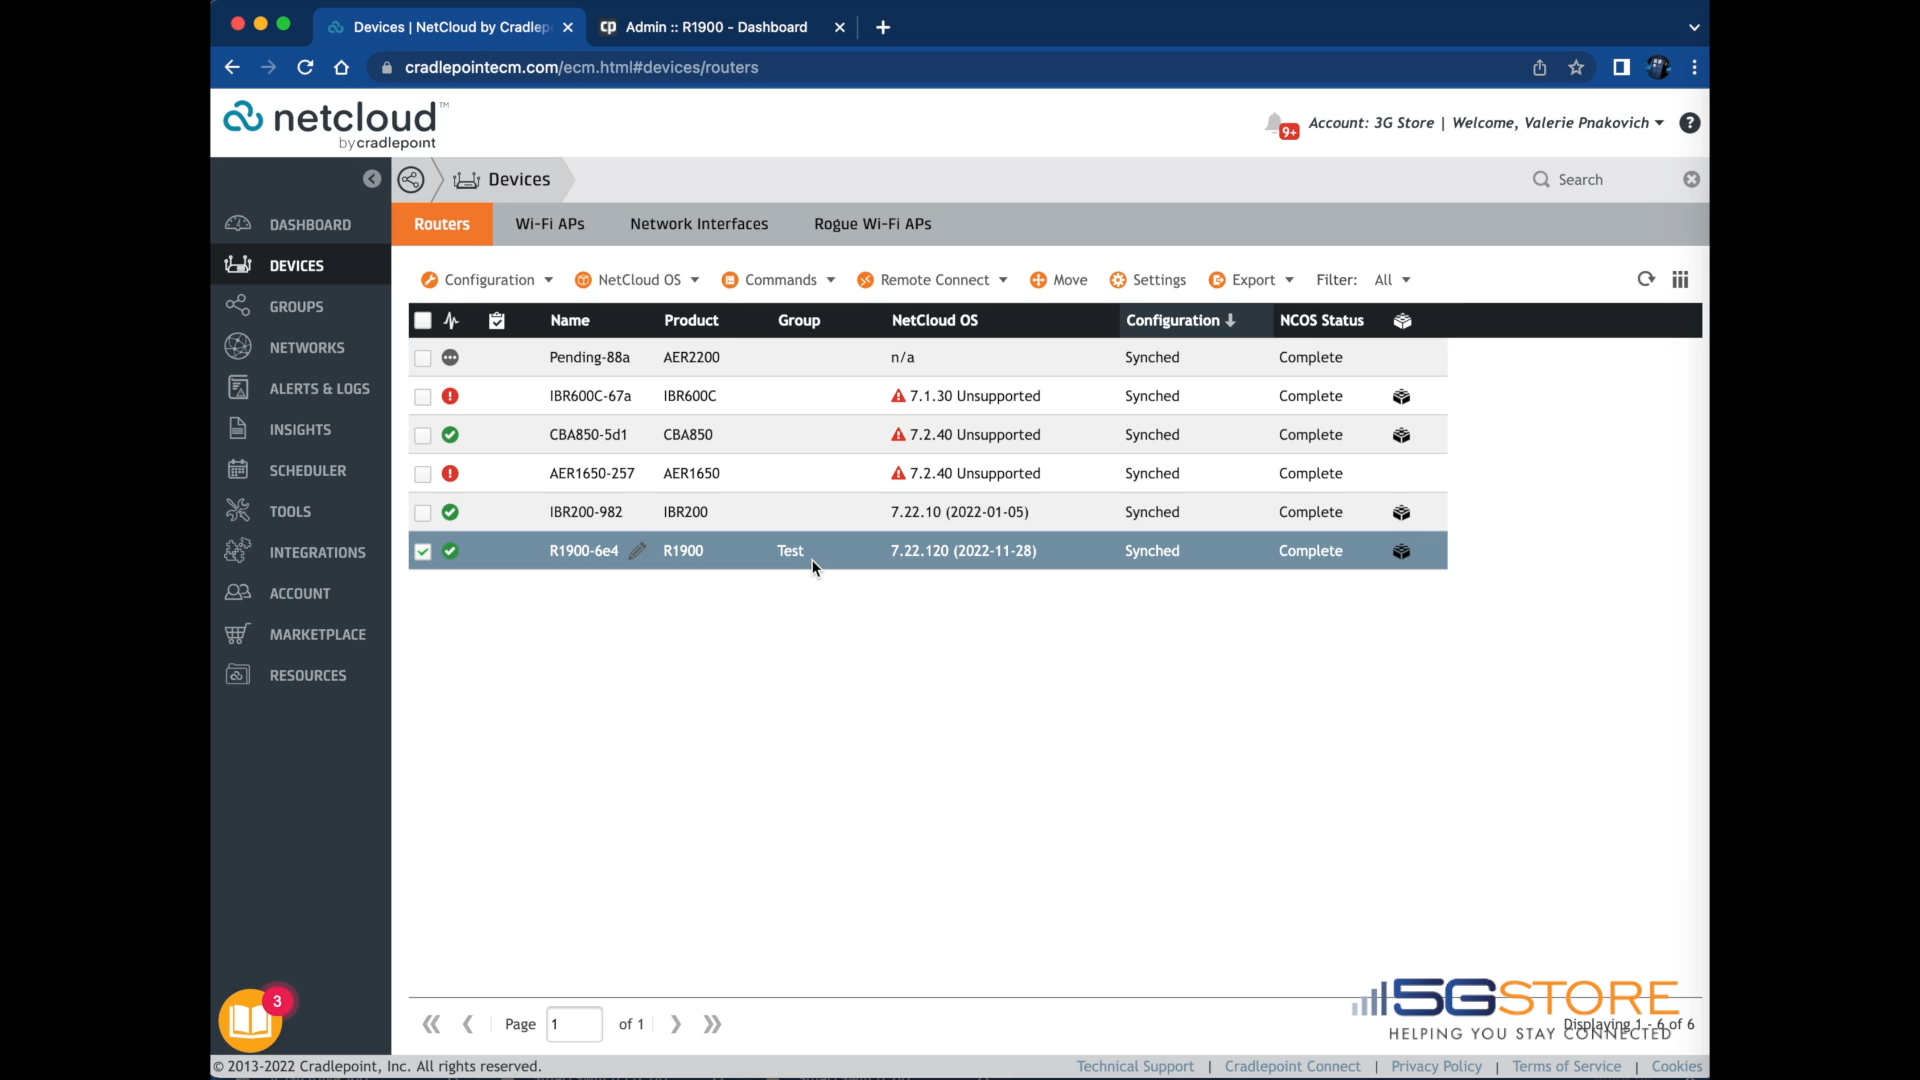 Devices | NetCloud by Cradlep
Admin :: R1900 - Dashboard
cradlepointecm.com/ecm.html#devices/routers
netcloud™
by cradlepoint
9+
Account: 3G Store | Welcome, Valerie Pnakovich
?
Devices
Search
Routers
Wi-Fi APs
Network Interfaces
Rogue Wi-Fi APs
DASHBOARD
DEVICES
GROUPS
NETWORKS
ALERTS & LOGS
INSIGHTS
SCHEDULER
TOOLS
INTEGRATIONS
ACCOUNT
MARKETPLACE
RESOURCES
Configuration
NetCloud OS
Commands
Remote Connect
Move
Settings
Export
Filter: All
Name Product Group NetCloud OS Configuration NCOS Status
Pending-88a AER2200 n/a Synched Complete
IBR600C-67a IBR600C 7.1.30 Unsupported Synched Complete
CBA850-5d1 CBA850 7.2.40 Unsupported Synched Complete
AER1650-257 AER1650 7.2.40 Unsupported Synched Complete
IBR200-982 IBR200 7.22.10 (2022-01-05) Synched Complete
R1900-6e4 R1900 Test 7.22.120 (2022-11-28) Synched Complete
3
Page 1 of 1
5GSTORE
HELPING YOU STAY CONNECTED
Displaying 1 - 6 of 6
© 2013-2022 Cradlepoint, Inc. All rights reserved.
Technical Support | Cradlepoint Connect | Privacy Policy | Terms of Service | Cookies